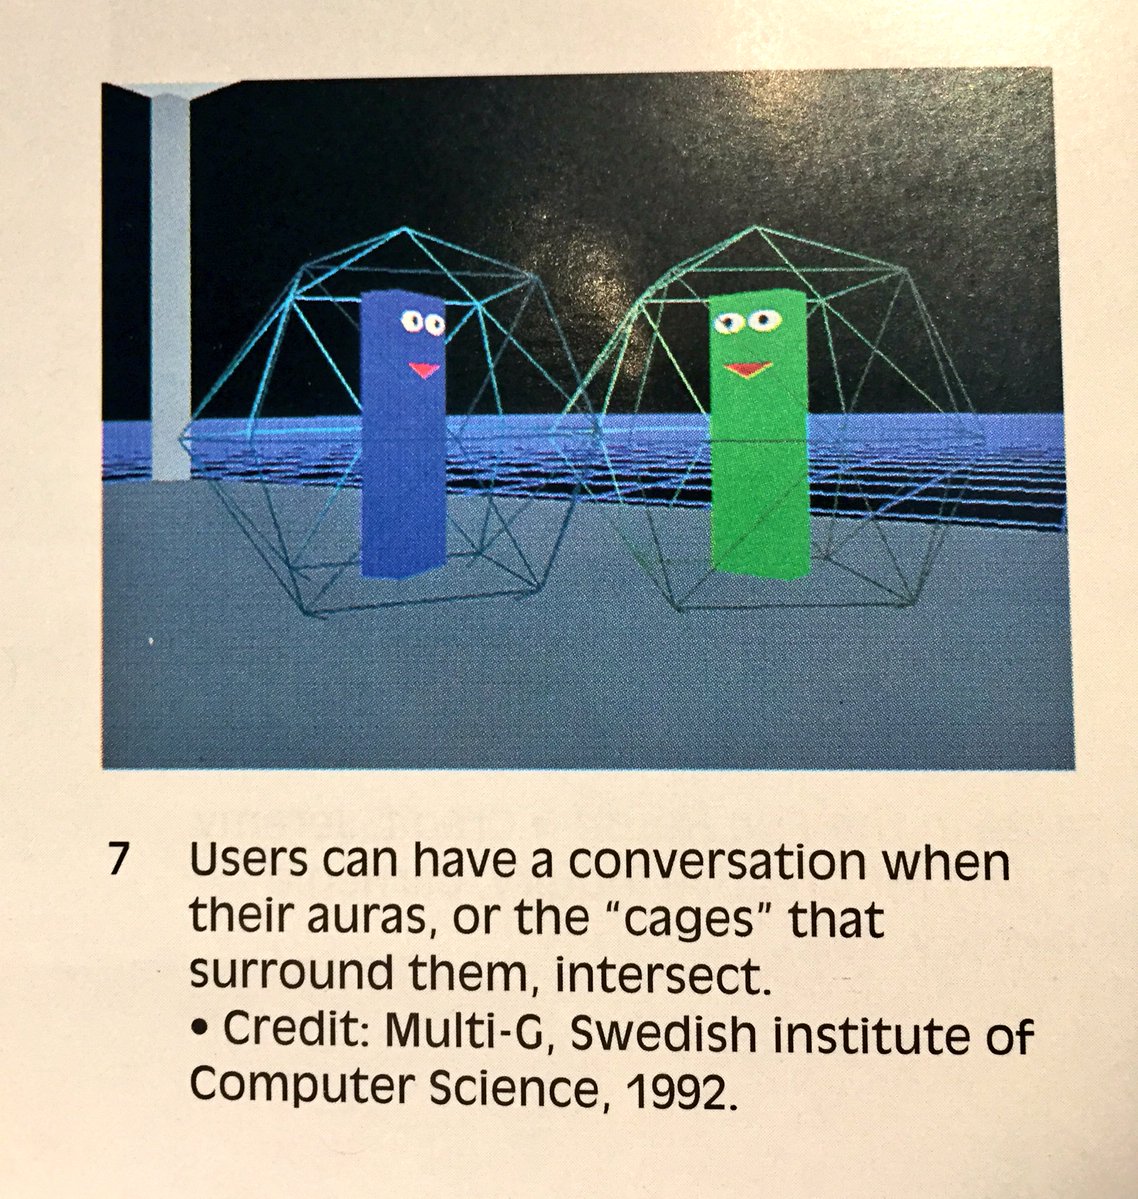 7 Users can have a conversation when
their auras, or the “cages” that
surround them, intersect.
• Credit: Multi-G, Swedish institute of
Computer Science, 1992.